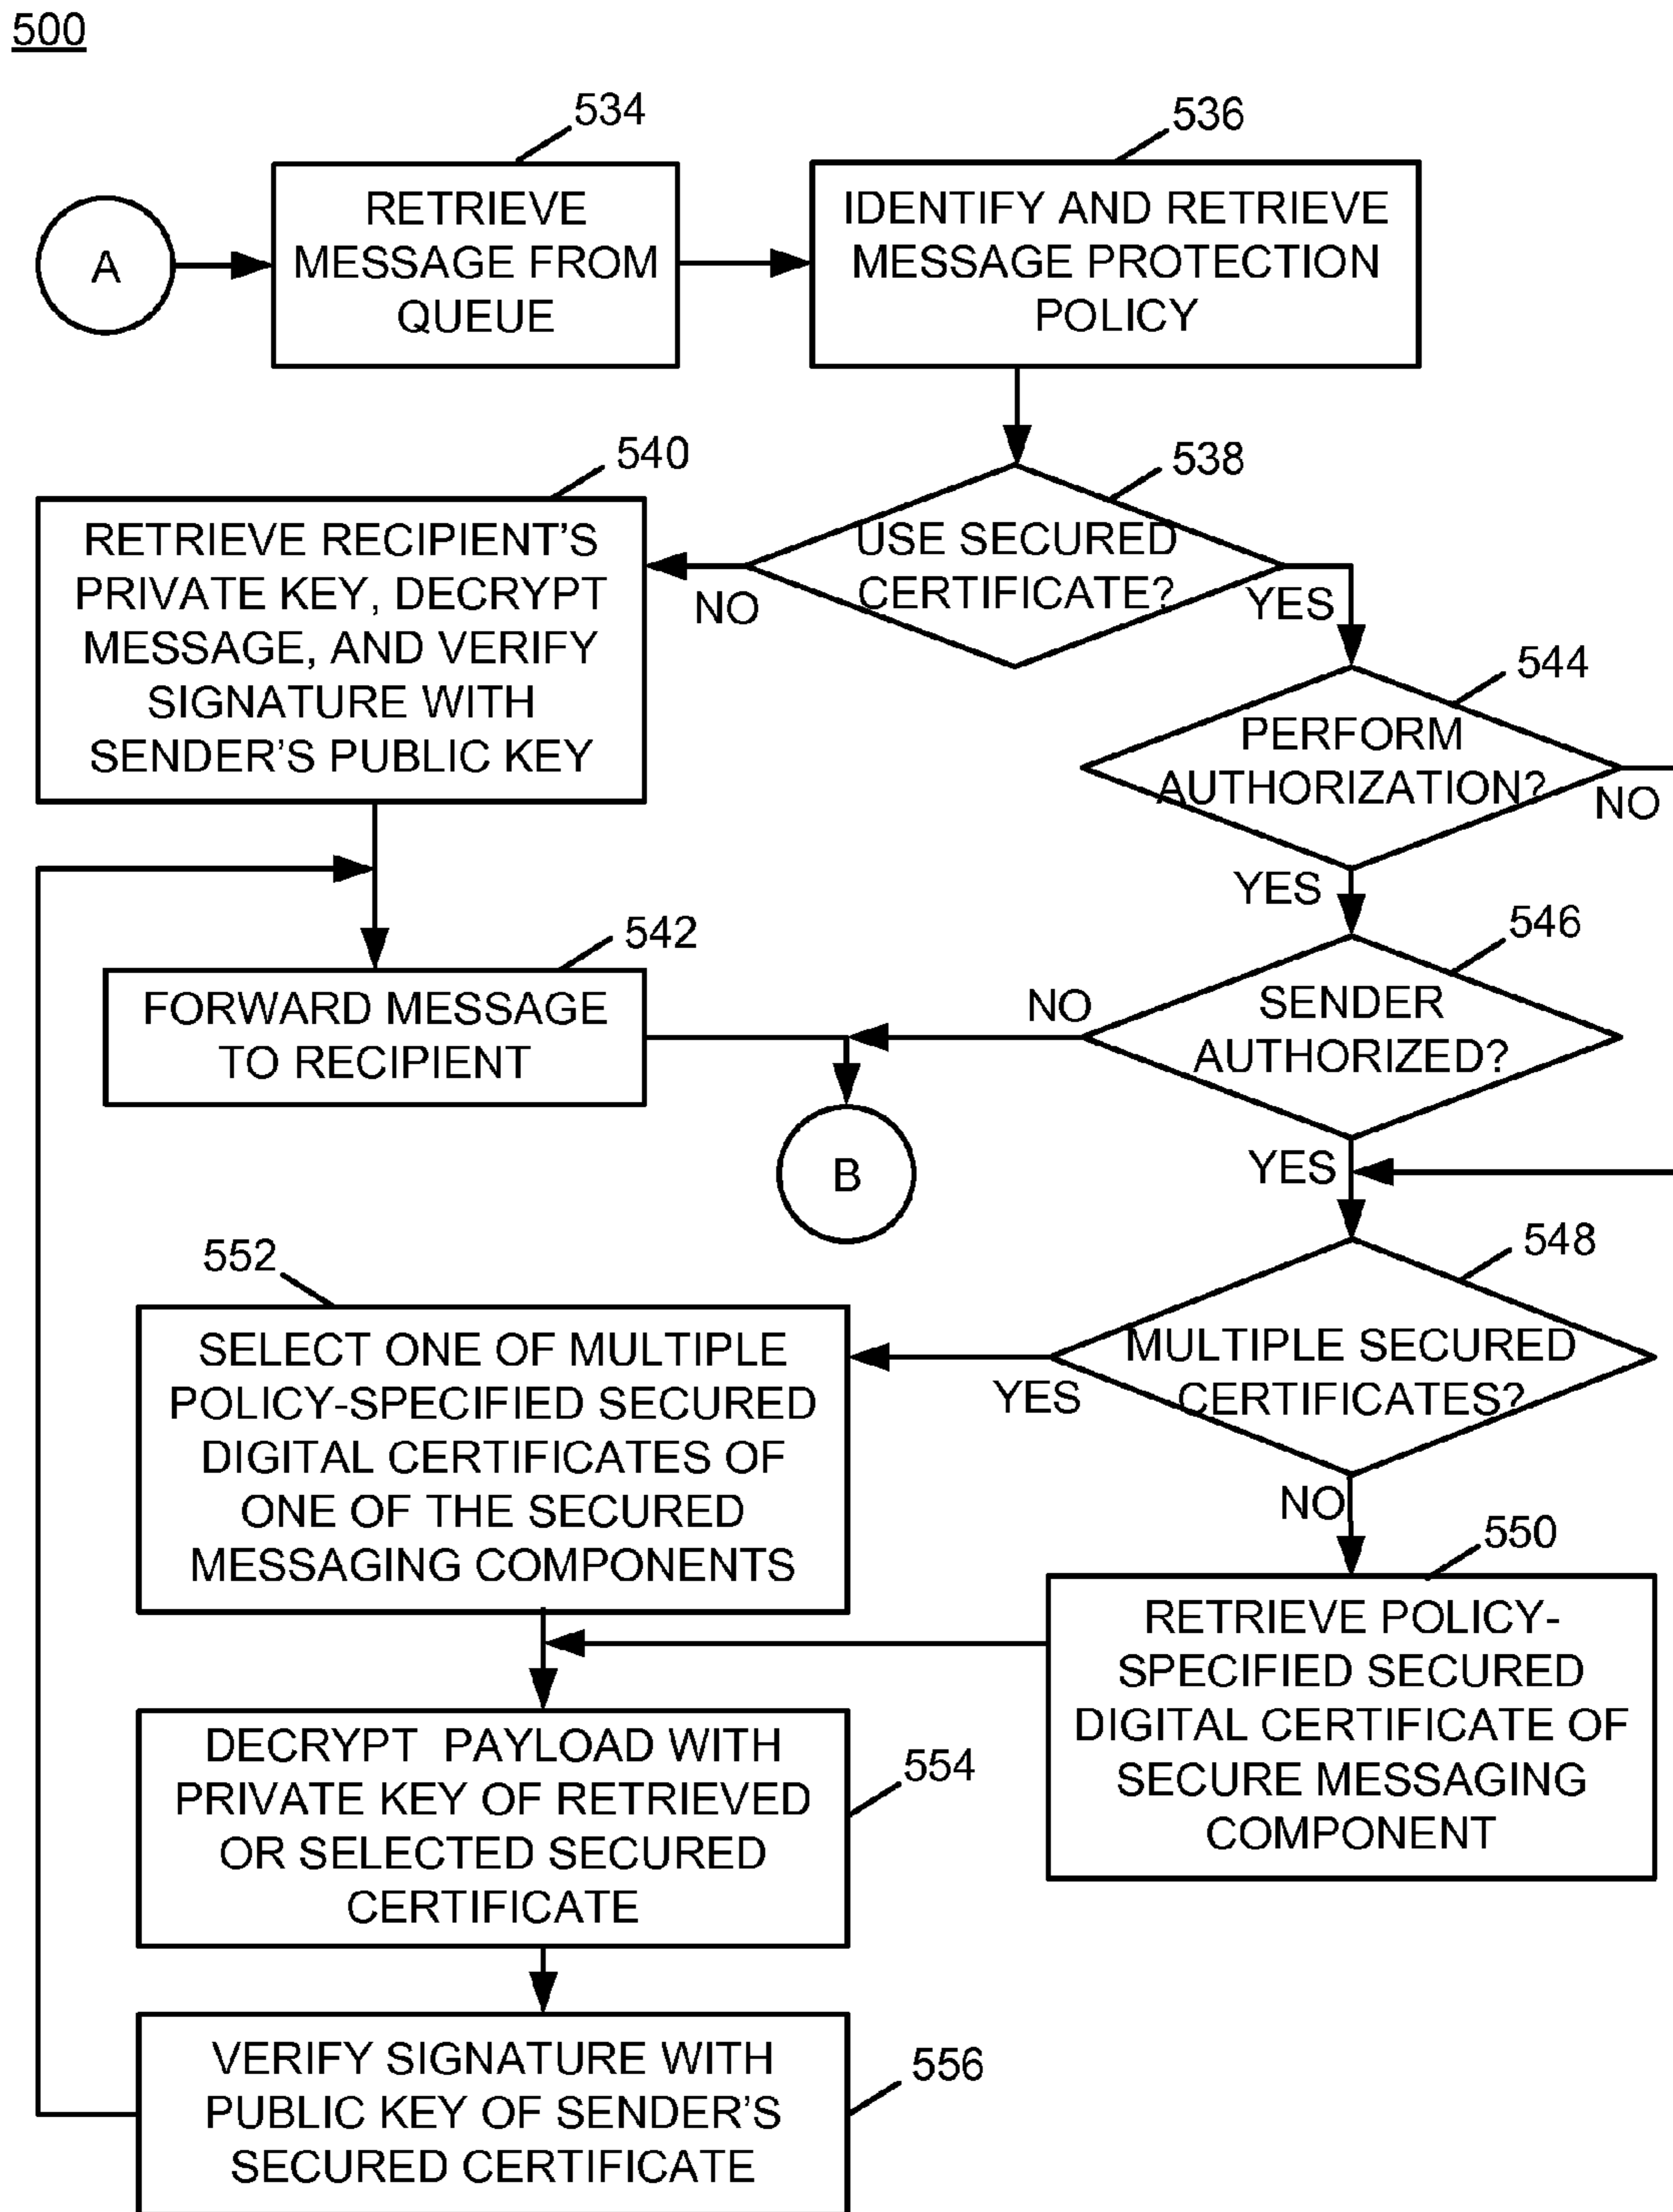 500
534
536
A
RETRIEVE
MESSAGE FROM
QUEUE
IDENTIFY AND RETRIEVE
MESSAGE PROTECTION
POLICY
540
538
RETRIEVE RECIPIENT'S
PRIVATE KEY, DECRYPT
MESSAGE, AND VERIFY
SIGNATURE WITH
SENDER'S PUBLIC KEY
USE SECURED
CERTIFICATE?
NO
YES
544
PERFORM
AUTHORIZATION?
NO
YES
542
546
FORWARD MESSAGE
TO RECIPIENT
NO
SENDER
AUTHORIZED?
B
YES
552
548
SELECT ONE OF MULTIPLE
POLICY-SPECIFIED SECURED
DIGITAL CERTIFICATES OF
ONE OF THE SECURED
MESSAGING COMPONENTS
MULTIPLE SECURED
CERTIFICATES?
YES
NO
550
RETRIEVE POLICY-
SPECIFIED SECURED
DIGITAL CERTIFICATE OF
SECURE MESSAGING
COMPONENT
DECRYPT PAYLOAD WITH
PRIVATE KEY OF RETRIEVED
OR SELECTED SECURED
CERTIFICATE
554
VERIFY SIGNATURE WITH
PUBLIC KEY OF SENDER'S
SECURED CERTIFICATE
556